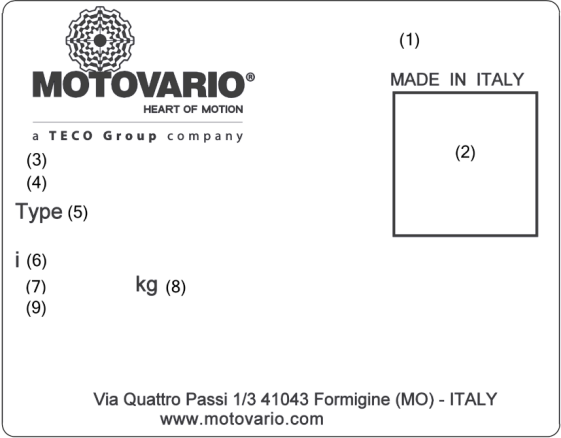 (1)
MOTOVARIO®
HEART OF MOTION
MADE IN ITALY
a TECO Group company
(2)
(3)
(4)
Type (5)
i (6)
(7) kg (8)
(9)
Via Quattro Passi 1/3 41043 Formigine (MO) - ITALY
www.motovario.com